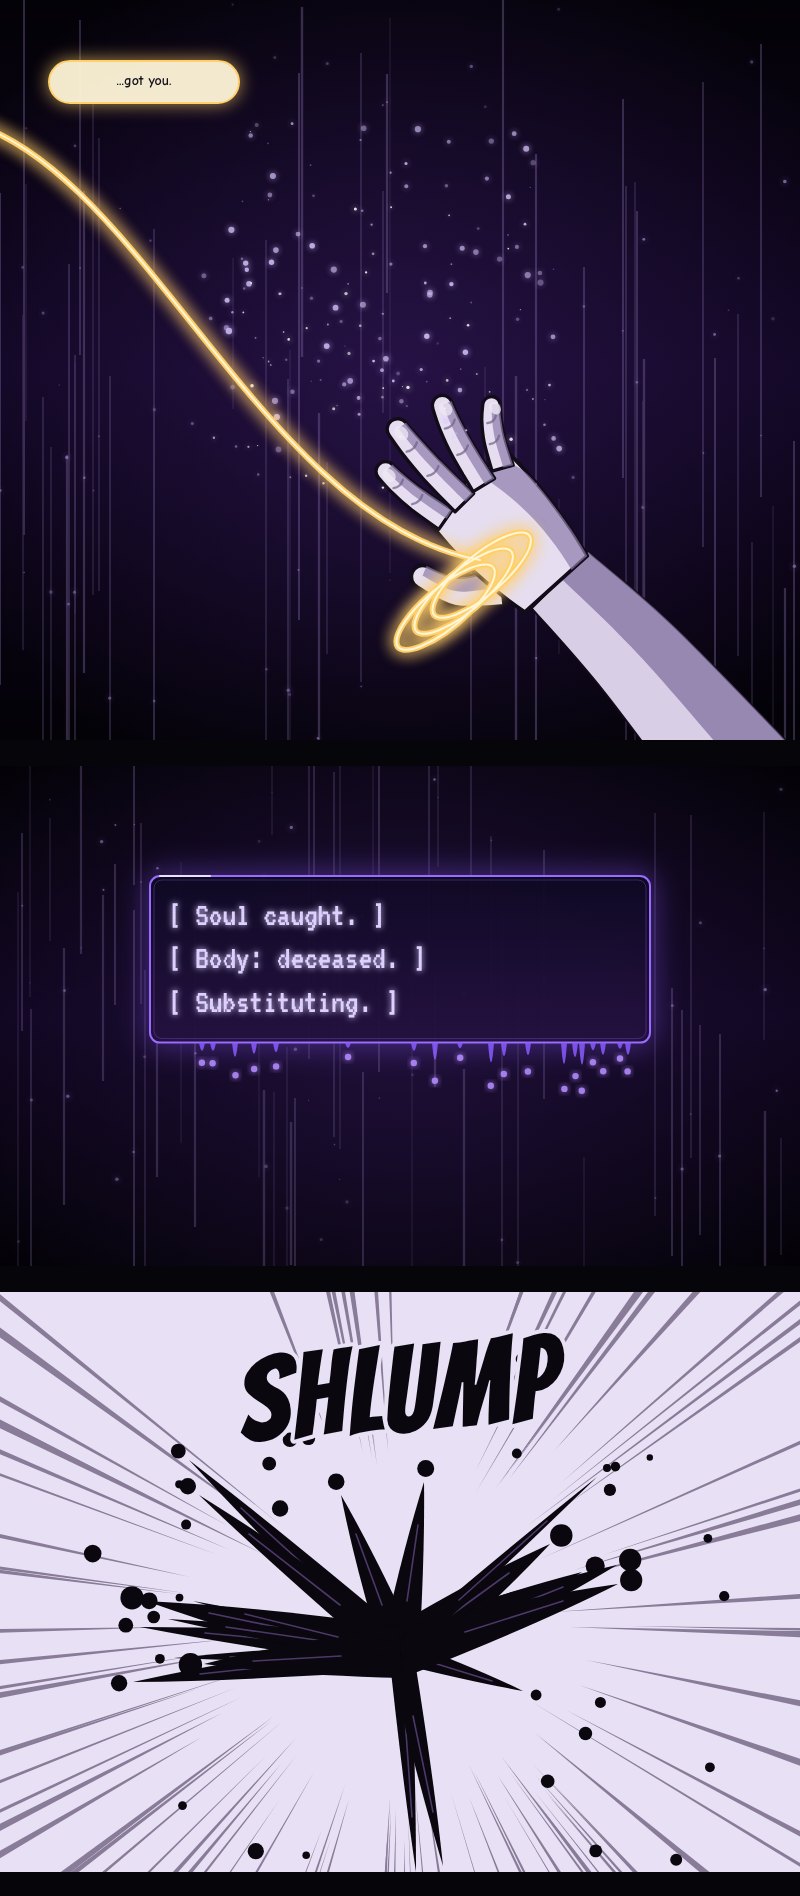 ...got you.
[ Soul caught. ]
[ Body: deceased. ]
[ Substituting. ]
SHLUMP